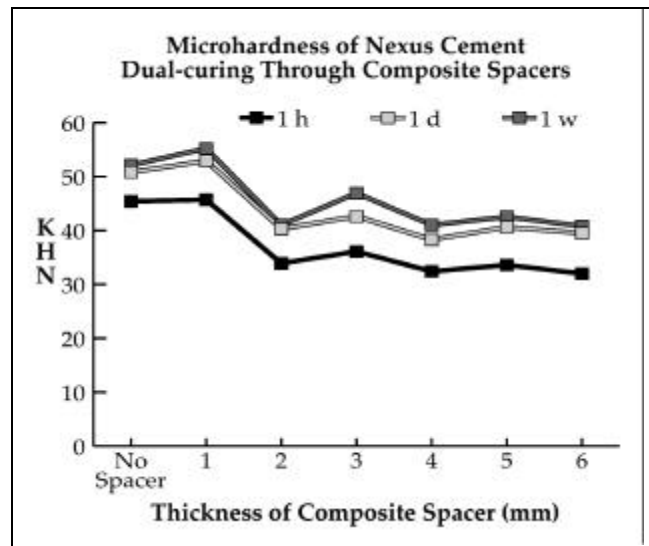 Microhardness of Nexus Cement
Dual-curing Through Composite Spacers
1 h 1 d 1 w
60
50
40
30
20
10
0
K
H
N
No Spacer 1 2 3 4 5 6
Thickness of Composite Spacer (mm)